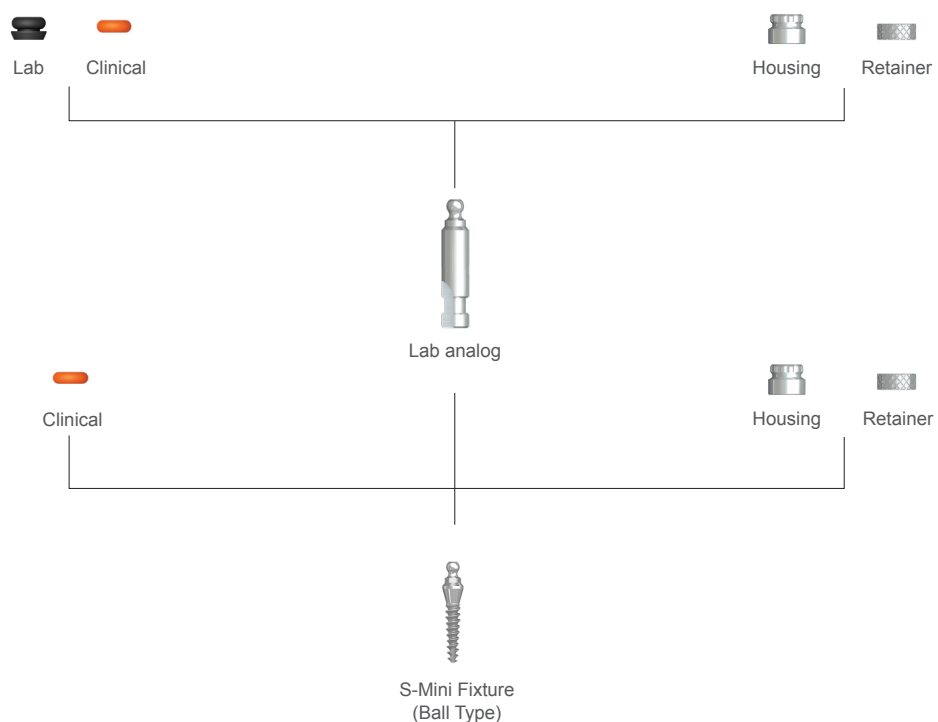 Lab
Clinical
Housing
Retainer
Lab analog
Clinical
Housing
Retainer
S-Mini Fixture
(Ball Type)